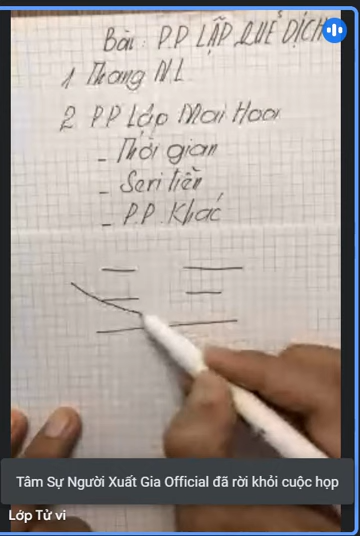 Bài: P.P LẬP QUẺ DỊCH
1 Thang N.L
2 P.P Lập Mai Hoa
- Thời gian
- Seri tiền
- P.P. Khác
Tâm Sự Người Xuất Gia Official đã rời khỏi cuộc họp
Lớp Tử vi